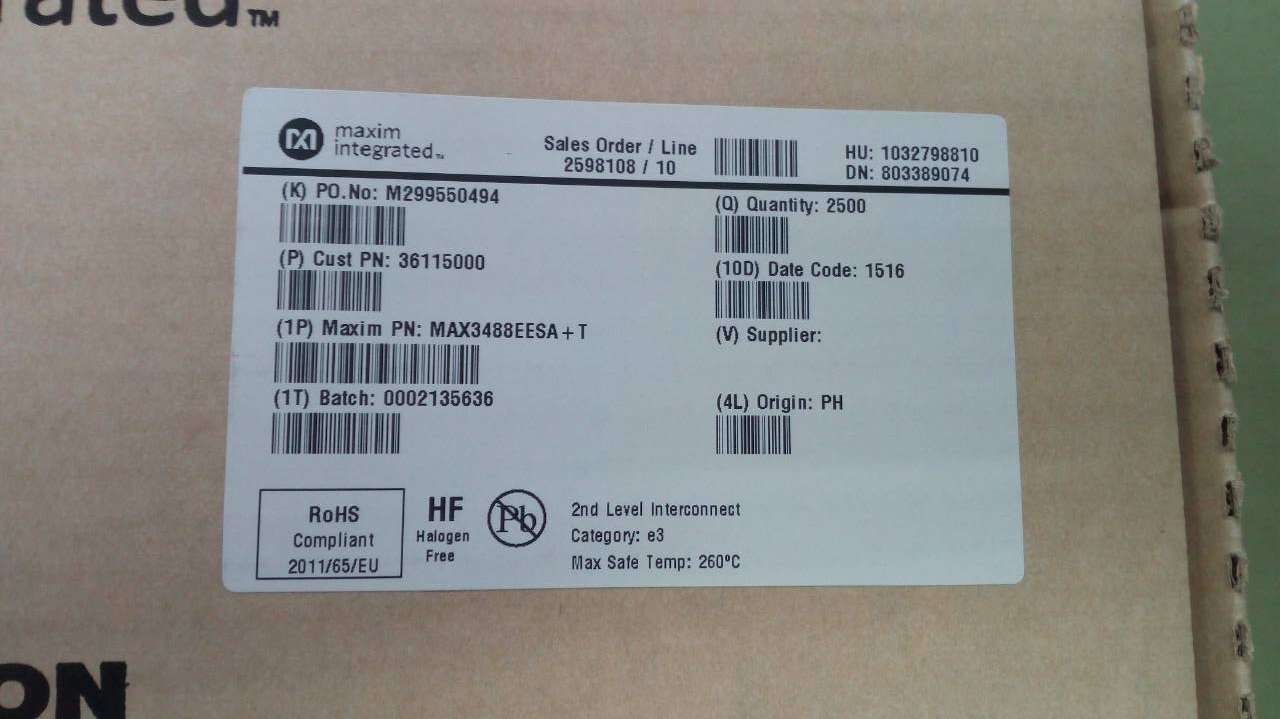 rated™
maxim
integrated™
Sales Order / Line
2598108 / 10
HU: 1032798810
DN: 803389074
(K) PO.No: M299550494
(Q) Quantity: 2500
(P) Cust PN: 36115000
(10D) Date Code: 1516
(1P) Maxim PN: MAX3488EESA+T
(V) Supplier:
(1T) Batch: 0002135636
(4L) Origin: PH
RoHS
Compliant
2011/65/EU
HF
Halogen
Free
Pb
2nd Level Interconnect
Category: e3
Max Safe Temp: 260ºC
ON